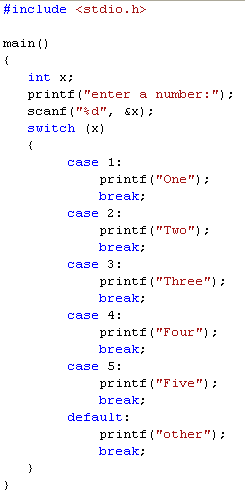 #include <stdio.h>
main()
{
int x;
printf("enter a number:");
scanf("%d", &x);
switch (x)
{
case 1:
printf("One");
break;
case 2:
printf("Two");
break;
case 3:
printf("Three");
break;
case 4:
printf("Four");
break;
case 5:
printf("Five");
break;
default:
printf("other");
break;
}
}